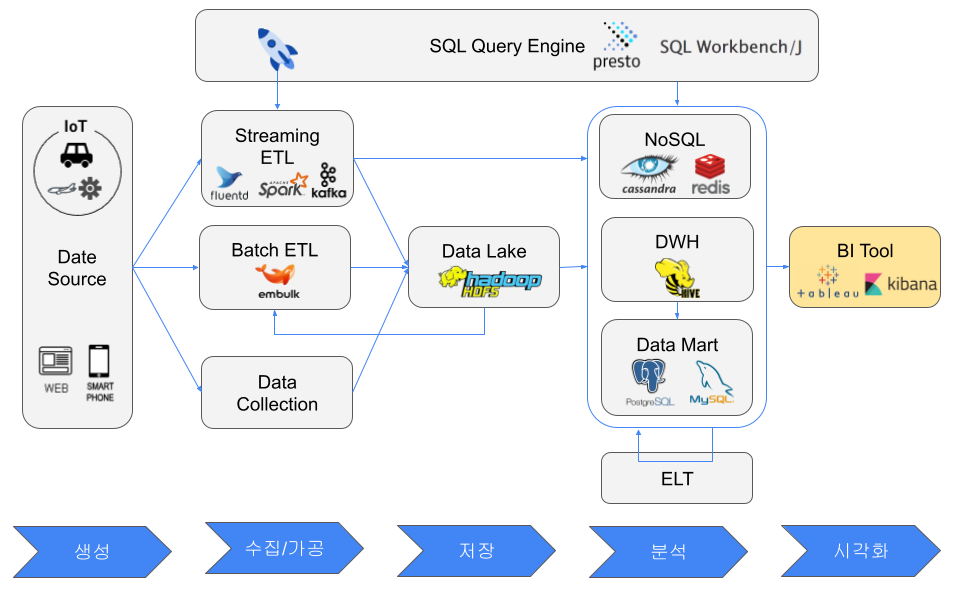 SQL Query Engine
presto
SQL Workbench/J
IoT
Date
Source
WEB
SMART
PHONE
Streaming
ETL
fluentd
APACHE
Spark
kafka
Batch ETL
embulk
Data
Collection
Data Lake
hadoop
HDFS
NoSQL
cassandra
redis
DWH
HIVE
Data Mart
PostgreSQL
MySQL
ELT
BI Tool
+ableau
kibana
생성
수집/가공
저장
분석
시각화